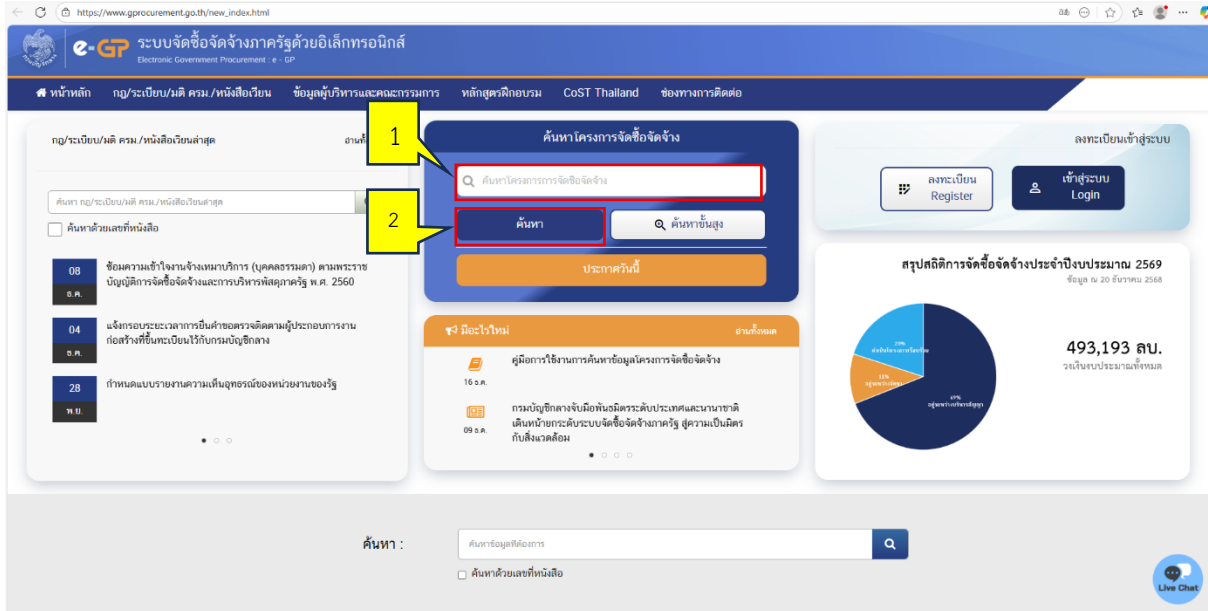 https://www.gprocurement.go.th/new_index.html
e-GP ระบบจัดซื้อจัดจ้างภาครัฐด้วยอิเล็กทรอนิกส์
Electronic Government Procurement : e - GP
หน้าหลัก กฎ/ระเบียบ/มติ ครม./หนังสือเวียน ข้อมูลผู้บริหารและคณะกรรมการ หลักสูตรฝึกอบรม CoST Thailand ช่องทางการติดต่อ
กฎ/ระเบียบ/มติ ครม./หนังสือเวียนล่าสุด
ค้นหา กฎ/ระเบียบ/มติ ครม./หนังสือเวียนล่าสุด
ค้นหาด้วยเลขที่หนังสือ
08 ธ.ค.
ซ้อมความเข้าใจงานจ้างเหมาบริการ (บุคคลธรรมดา) ตามพระราช
บัญญัติการจัดซื้อจัดจ้างและการบริหารพัสดุภาครัฐ พ.ศ. 2560
04 ธ.ค.
แจ้งกรอบระยะเวลาการยื่นคำขอตรวจติดตามผู้ประกอบการงาน
ก่อสร้างที่ขึ้นทะเบียนไว้กับกรมบัญชีกลาง
28 พ.ย.
กำหนดแบบรายงานความเห็นอุทธรณ์ของหน่วยงานของรัฐ
1
2
ค้นหาโครงการจัดซื้อจัดจ้าง
ค้นหาโครงการการจัดซื้อจัดจ้าง
ค้นหา ค้นหาขั้นสูง
ประกาศวันนี้
มีอะไรใหม่ อ่านทั้งหมด
คู่มือการใช้งานการค้นหาข้อมูลโครงการจัดซื้อจัดจ้าง
16 ธ.ค.
กรมบัญชีกลางจับมือพันธมิตรระดับประเทศและนานาชาติ
เดินหน้ายกระดับระบบจัดซื้อจัดจ้างภาครัฐ สู่ความเป็นมิตร
กับสิ่งแวดล้อม
09 ธ.ค.
ลงทะเบียนเข้าสู่ระบบ
ลงทะเบียน
Register
เข้าสู่ระบบ
Login
สรุปสถิติการจัดซื้อจัดจ้างประจำปีงบประมาณ 2569
ข้อมูล ณ 20 ธันวาคม 2568
493,193 ลบ.
วงเงินงบประมาณทั้งหมด
ค้นหา :
ค้นหาข้อมูลที่ต้องการ
ค้นหาด้วยเลขที่หนังสือ
Live Chat